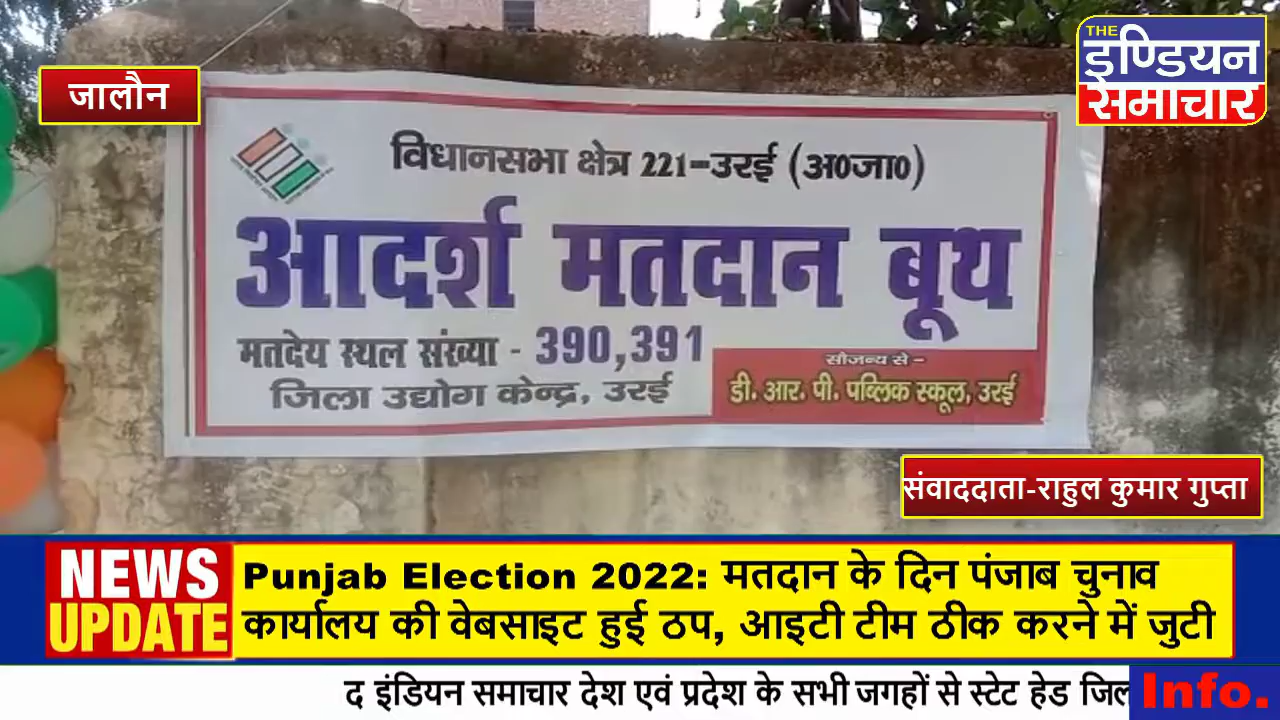 THE
इण्डियन
समाचार
जालौन
विधानसभा क्षेत्र 221-उरई (अ0जा0)
आदर्श मतदान बूथ
मतदेय स्थल संख्या - 390,391
जिला उद्योग केन्द्र, उरई
सौजन्य से -
डी. आर. पी. पब्लिक स्कूल, उरई
संवाददाता-राहुल कुमार गुप्ता
NEWS
UPDATE
Punjab Election 2022: मतदान के दिन पंजाब चुनाव
कार्यालय की वेबसाइट हुई ठप, आइटी टीम ठीक करने में जुटी
द इंडियन समाचार देश एवं प्रदेश के सभी जगहों से स्टेट हेड जिल
Info.